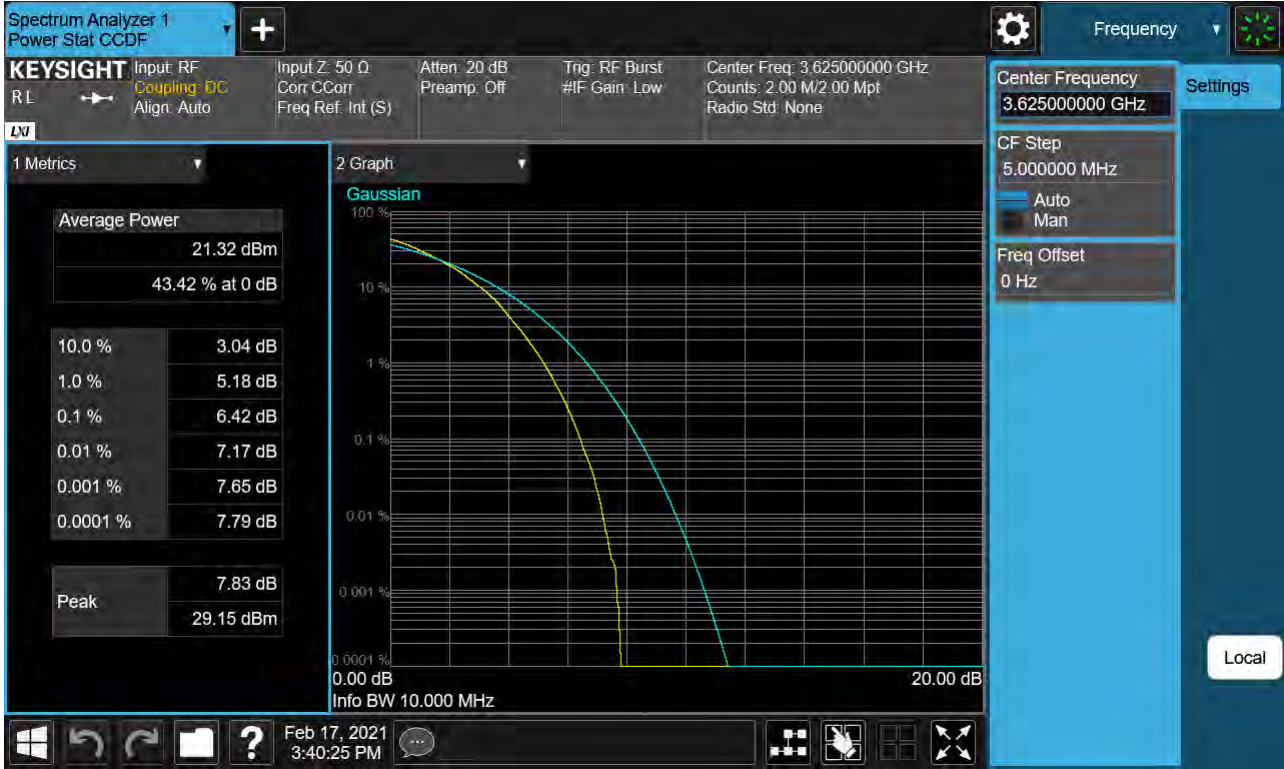 Spectrum Analyzer 1
Power Stat CCDF
+
Frequency
KEYSIGHT
R L
LXI
Input: RF
Coupling: DC
Align: Auto
Input Z: 50 Ω
Corr CCorr
Freq Ref: Int (S)
Atten: 20 dB
Preamp: Off
Trig: RF Burst
#IF Gain: Low
Center Freq: 3.625000000 GHz
Counts: 2.00 M/2.00 Mpt
Radio Std: None
Center Frequency
3.625000000 GHz
Settings
CF Step
5.000000 MHz
Auto
Man
Freq Offset
0 Hz
Local
1 Metrics
Average Power
21.32 dBm
43.42 % at 0 dB
10.0 % 3.04 dB
1.0 % 5.18 dB
0.1 % 6.42 dB
0.01 % 7.17 dB
0.001 % 7.65 dB
0.0001 % 7.79 dB
Peak
7.83 dB
29.15 dBm
2 Graph
Gaussian
100 %
10 %
1 %
0.1 %
0.01 %
0.001 %
0.0001 %
0.00 dB 20.00 dB
Info BW 10.000 MHz
?
Feb 17, 2021
3:40:25 PM